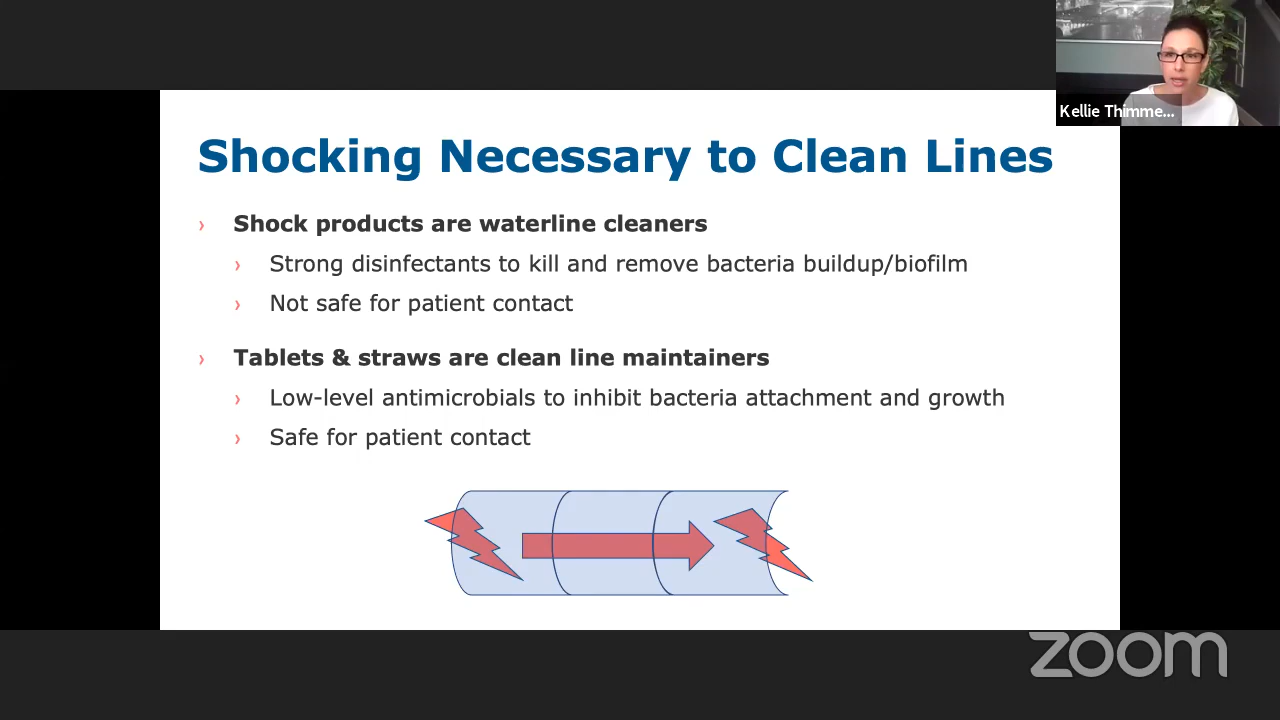 Kellie Thimme...
Shocking Necessary to Clean Lines
› Shock products are waterline cleaners
› Strong disinfectants to kill and remove bacteria buildup/biofilm
› Not safe for patient contact
› Tablets & straws are clean line maintainers
› Low-level antimicrobials to inhibit bacteria attachment and growth
› Safe for patient contact
zoom